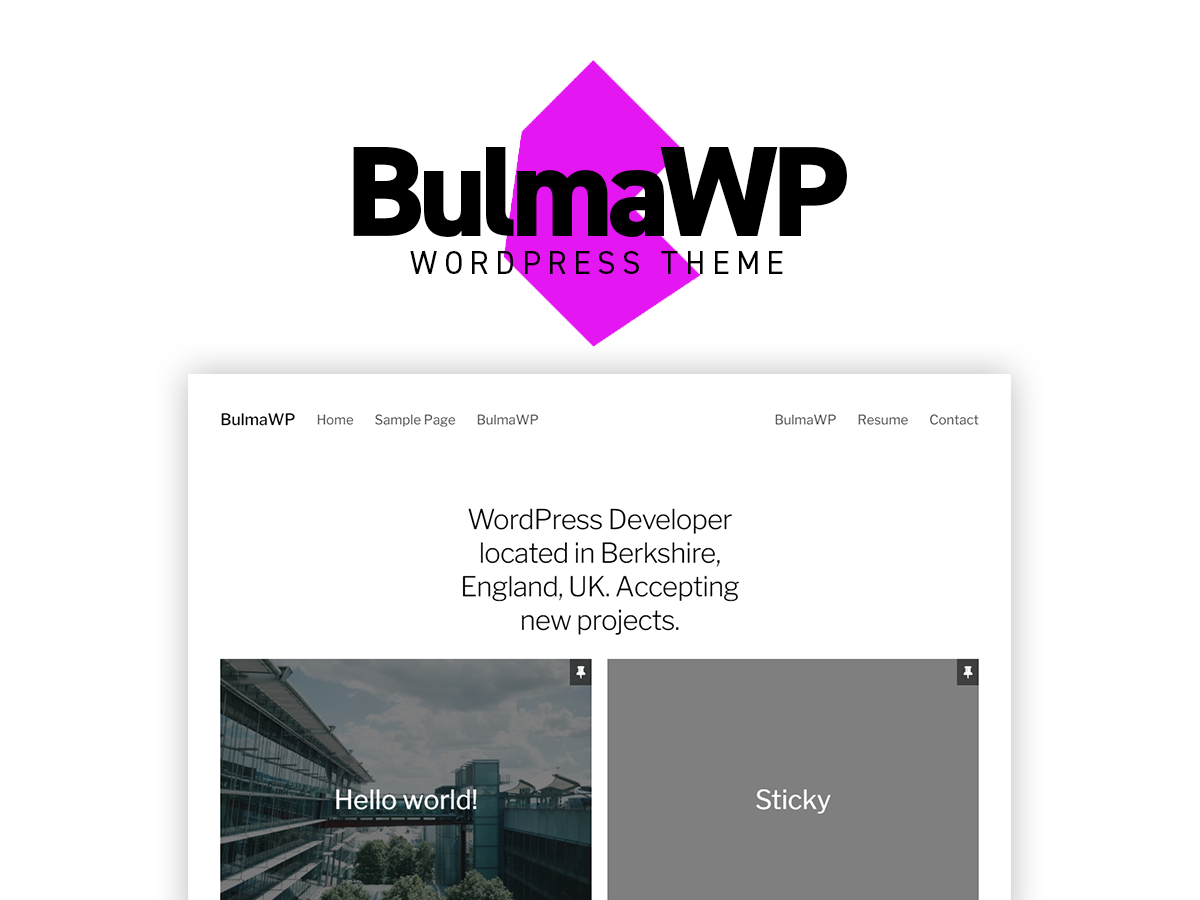 BulmaWP
WORDPRESS THEME
BulmaWP Home Sample Page BulmaWP BulmaWP Resume Contact
WordPress Developer
located in Berkshire,
England, UK. Accepting
new projects.
Hello world! Sticky